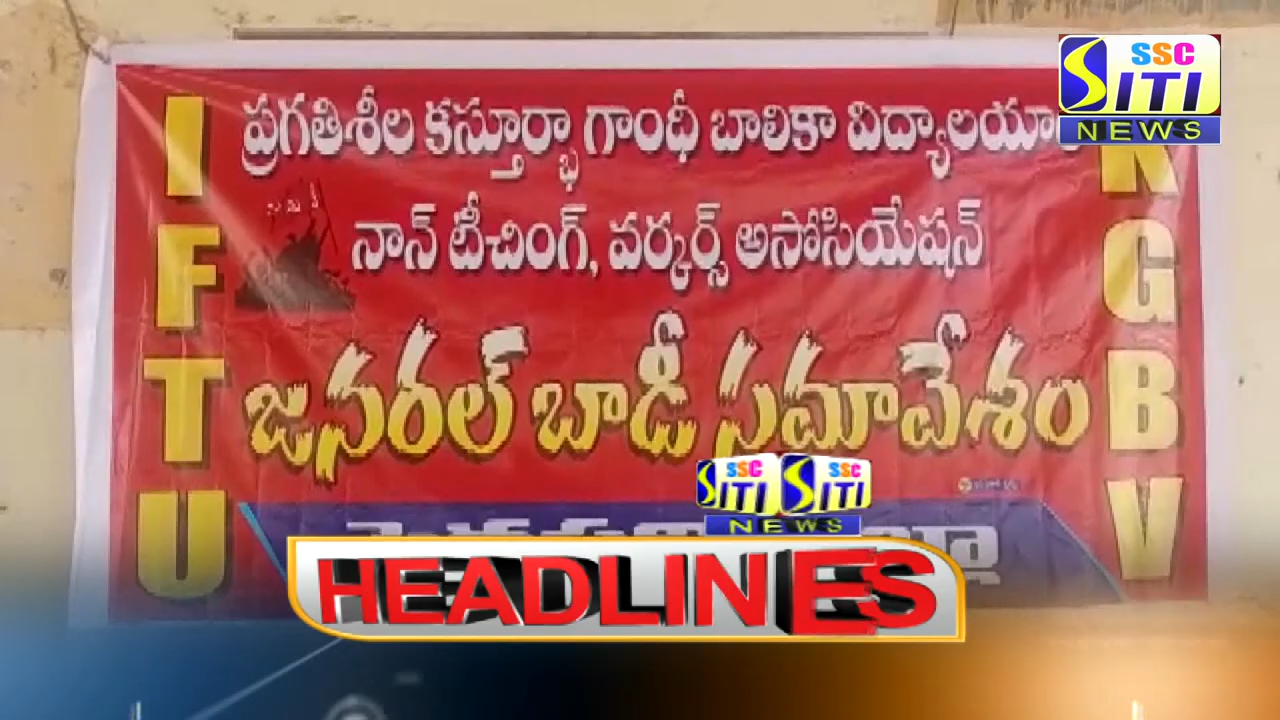 SSC
SITI
NEWS
ప్రగతిశీల కస్తూర్భా గాంధీ బాలికా
IFTU
KGBV
నాన్ టీచింగ్, వర్కర్స్ అసోసియేషన్
జనరల్ బాడీ సమావేశం
SSC SSC
SITI SITI
NEWS
HEADLINES